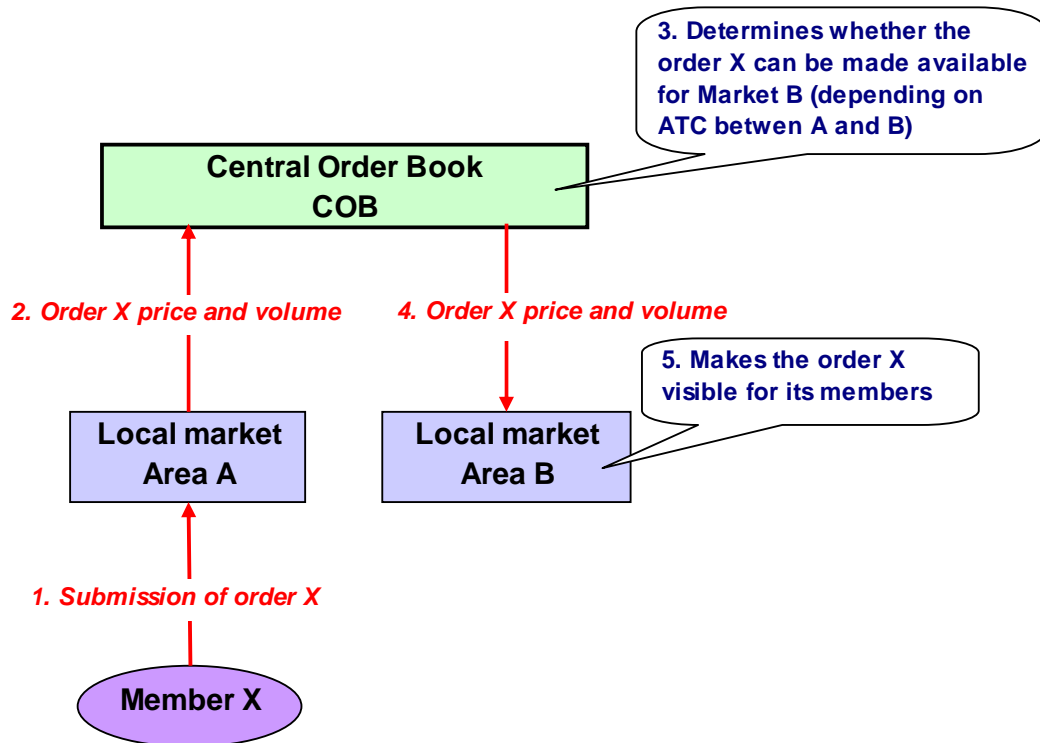 3. Determines whether the
order X can be made available
for Market B (depending on
ATC betwen A and B)
Central Order Book
COB
2. Order X price and volume
4. Order X price and volume
5. Makes the order X
visible for its members
Local market
Area A
Local market
Area B
1. Submission of order X
Member X